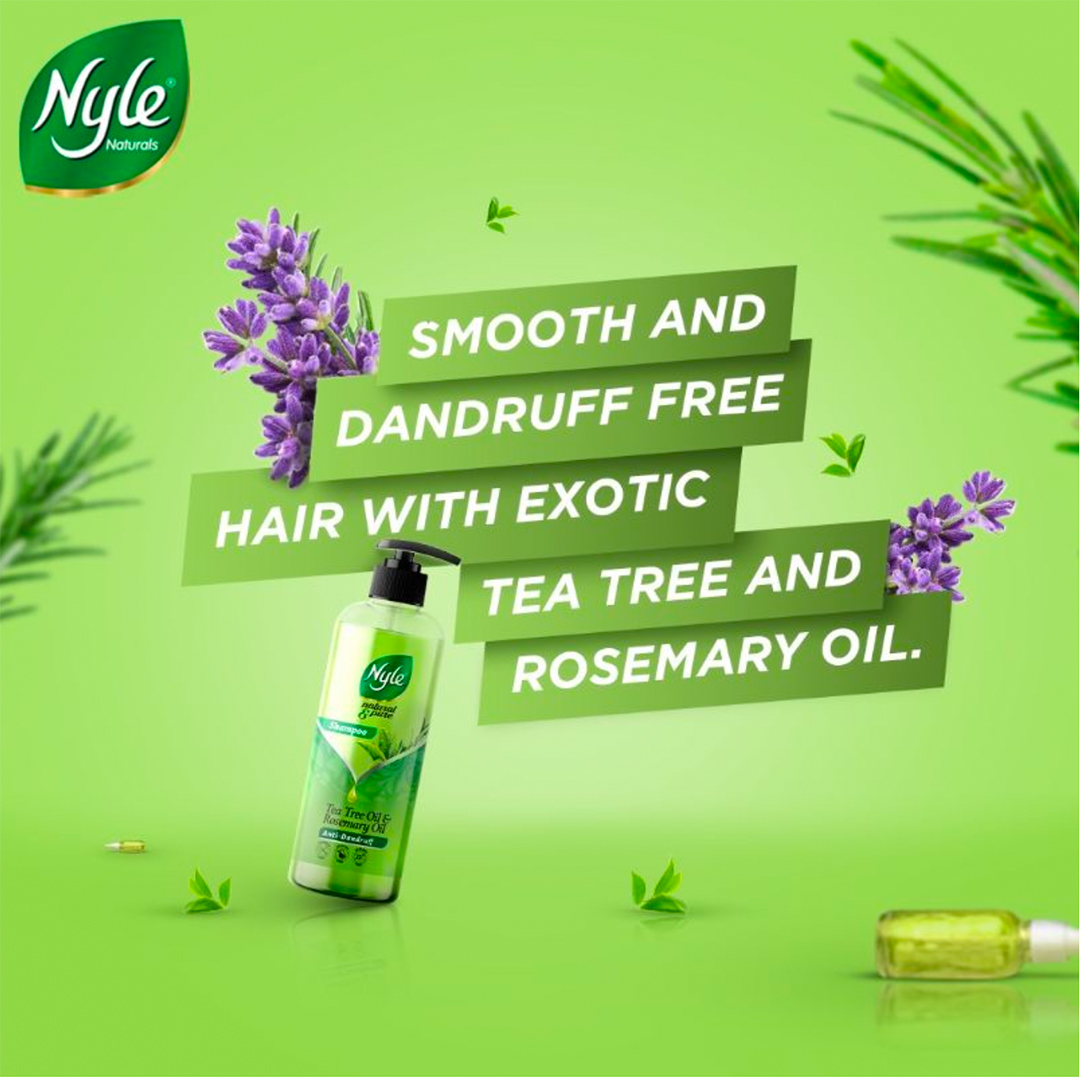 Nyle
Naturals
SMOOTH AND
DANDRUFF FREE
HAIR WITH EXOTIC
TEA TREE AND
ROSEMARY OIL.
Nyle
natural
& pure
Shampoo
Tea Tree Oil &
Rosemary Oil
Anti-Dandruff